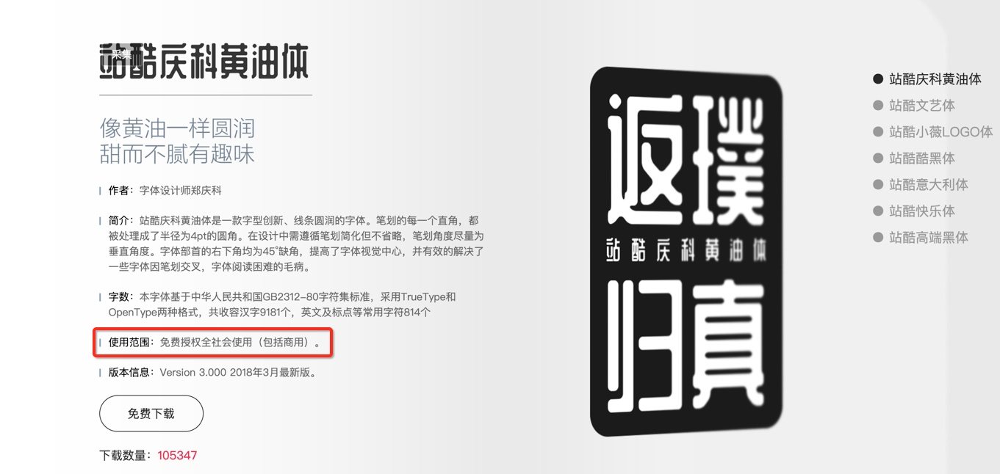 站酷庆科黄油体
采集
像黄油一样圆润
甜而不腻有趣味
作者：字体设计师郑庆科
简介：站酷庆科黄油体是一款字型创新、线条圆润的字体。笔划的每一个直角，都
被处理成了半径为4pt的圆角。在设计中需遵循笔划简化但不省略，笔划角度尽量为
垂直角度。字体部首的右下角均为45°缺角，提高了字体视觉中心，并有效的解决了
一些字体因笔划交叉，字体阅读困难的毛病。
字数：本字体基于中华人民共和国GB2312-80字符集标准，采用TrueType和
OpenType两种格式，共收容汉字9181个，英文及标点等常用字符814个
使用范围：免费授权全社会使用（包括商用）。
版本信息：Version 3.000 2018年3月最新版。
免费下载
下载数量：105347
返璞
站酷庆科黄油体
归真
站酷庆科黄油体
站酷文艺体
站酷小薇LOGO体
站酷酷黑体
站酷意大利体
站酷快乐体
站酷高端黑体